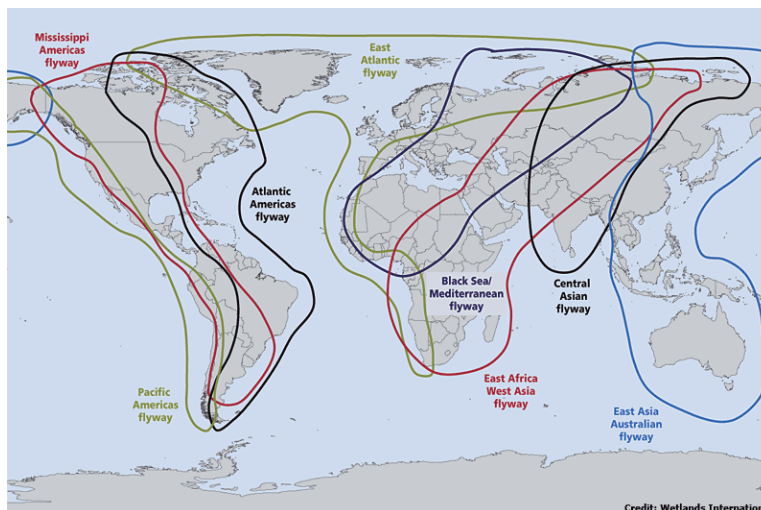 Mississippi
Americas
flyway
East
Atlantic
flyway
Atlantic
Americas
flyway
Black Sea/
Mediterranean
flyway
Central
Asian
flyway
Pacific
Americas
flyway
East Africa
West Asia
flyway
East Asia
Australian
flyway
Credit: Wetlands Internation